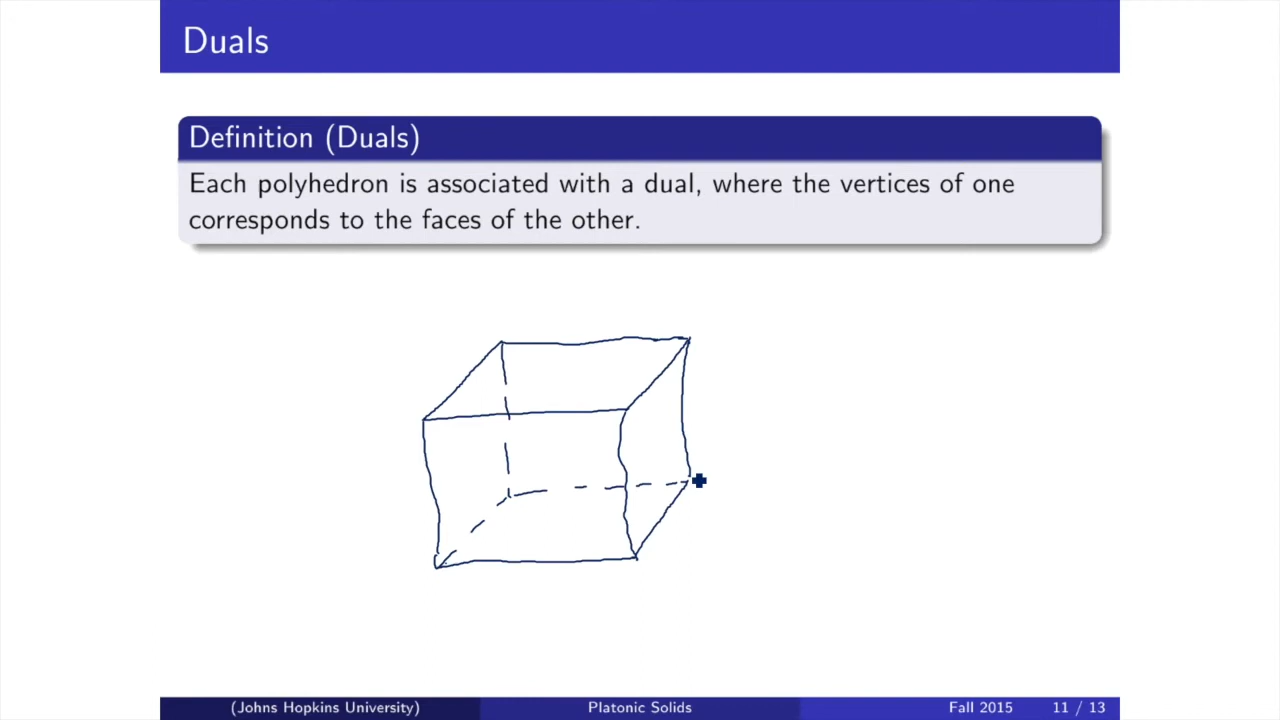 Duals
Definition (Duals)
Each polyhedron is associated with a dual, where the vertices of one
corresponds to the faces of the other.
(Johns Hopkins University) Platonic Solids Fall 2015 11 / 13